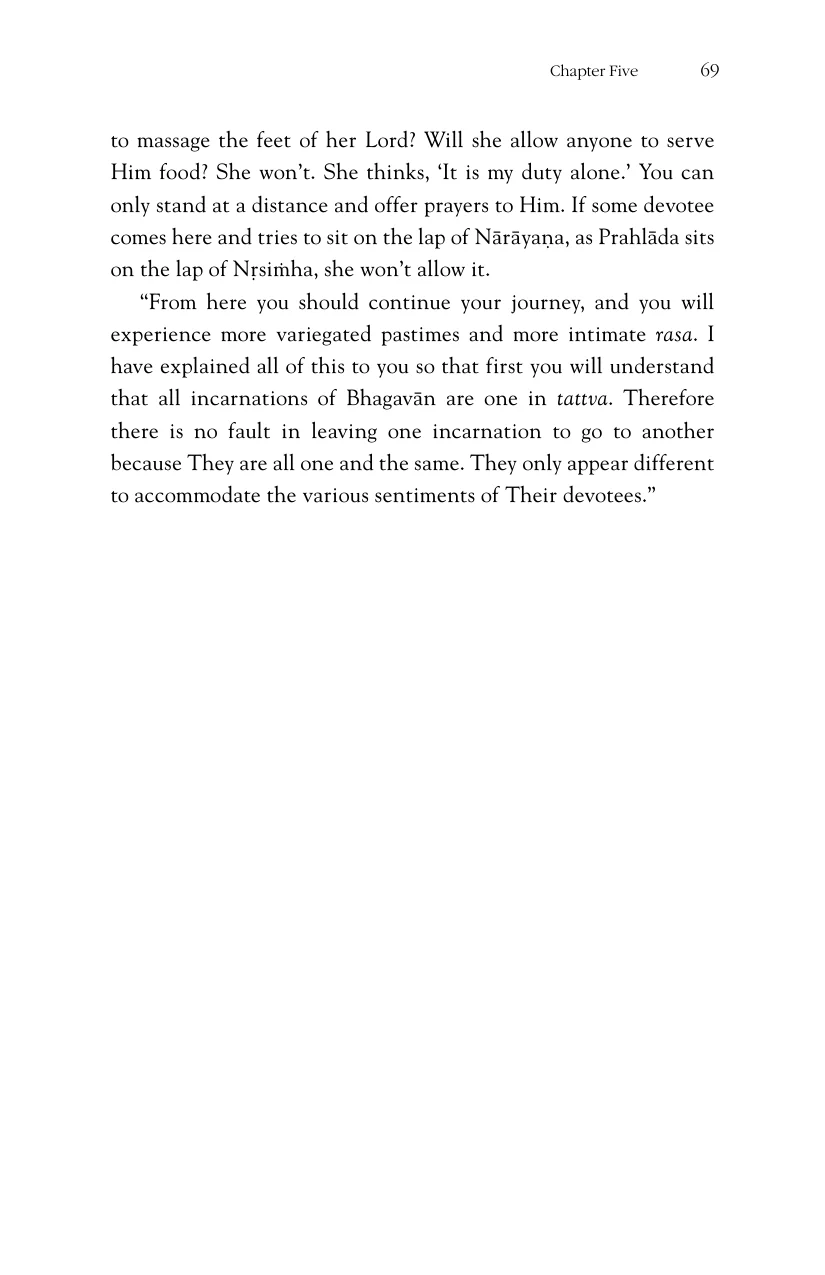 Chapter Five 69
to massage the feet of her Lord? Will she allow anyone to serve
Him food? She won’t. She thinks, ‘It is my duty alone.’ You can
only stand at a distance and offer prayers to Him. If some devotee
comes here and tries to sit on the lap of Nārāyaṇa, as Prahlāda sits
on the lap of Nṛsiṁha, she won’t allow it.
“From here you should continue your journey, and you will
experience more variegated pastimes and more intimate rasa. I
have explained all of this to you so that first you will understand
that all incarnations of Bhagavān are one in tattva. Therefore
there is no fault in leaving one incarnation to go to another
because They are all one and the same. They only appear different
to accommodate the various sentiments of Their devotees.”